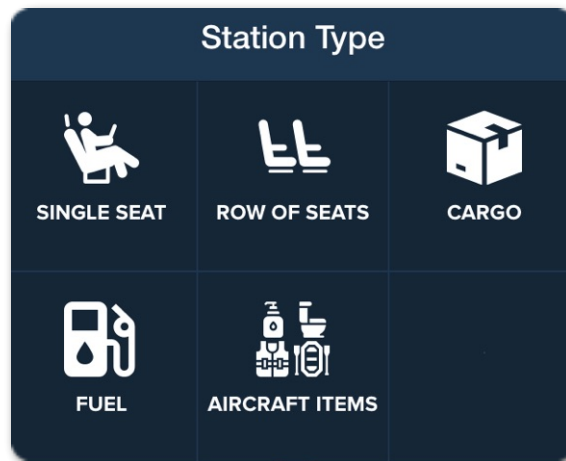 Station Type
SINGLE SEAT
ROW OF SEATS
CARGO
FUEL
AIRCRAFT ITEMS